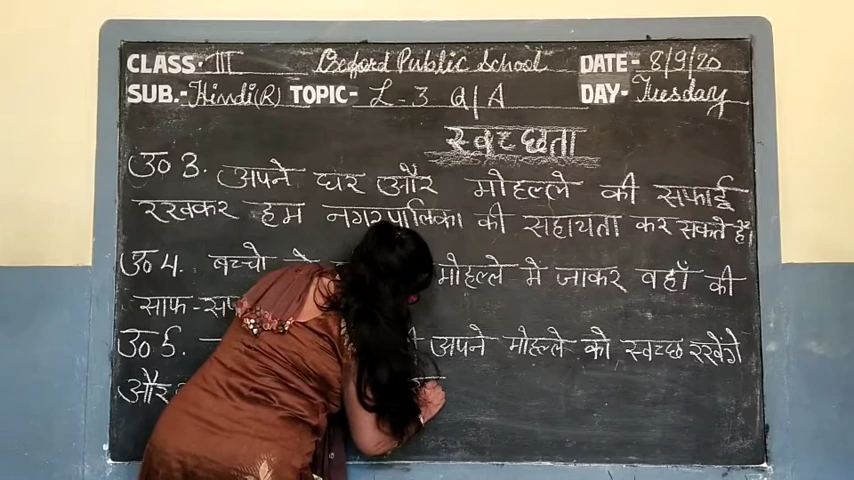 CLASS- III Oxford Public School DATE- 8/9/20
SUB.- Hindi(R) TOPIC- L-3 Q/A DAY- Tuesday
स्वच्छता
उ० 3. अपने घर और मोहल्ले की सफाई
रखकर हम नगरपालिका की सहायता कर सकते हैं।
उ० 4. बच्चो मोहल्ले में जाकर वहाँ की
साफ-
उ० 5. अपने मोहल्ले को स्वच्छ रखेंगे
और